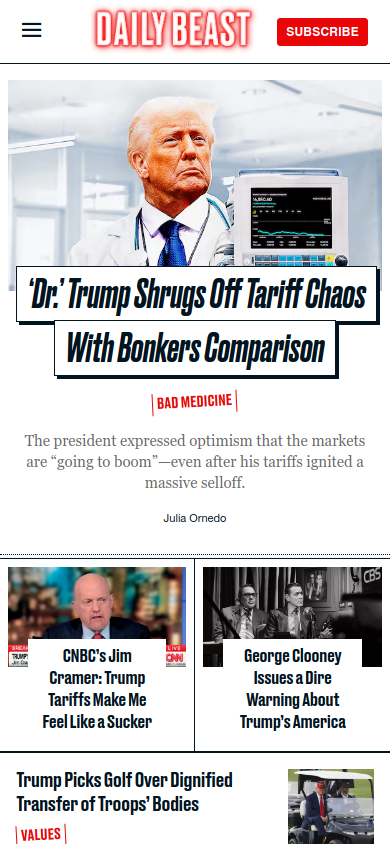 DAILY BEAST
SUBSCRIBE
'Dr.' Trump Shrugs Off Tariff Chaos
With Bonkers Comparison
BAD MEDICINE
The president expressed optimism that the markets
are “going to boom”—even after his tariffs ignited a
massive selloff.
Julia Ornedo
LIVE
CNN
CNBC’s Jim
Cramer: Trump
Tariffs Make Me
Feel Like a Sucker
CBS
George Clooney
Issues a Dire
Warning About
Trump’s America
Trump Picks Golf Over Dignified
Transfer of Troops’ Bodies
VALUES